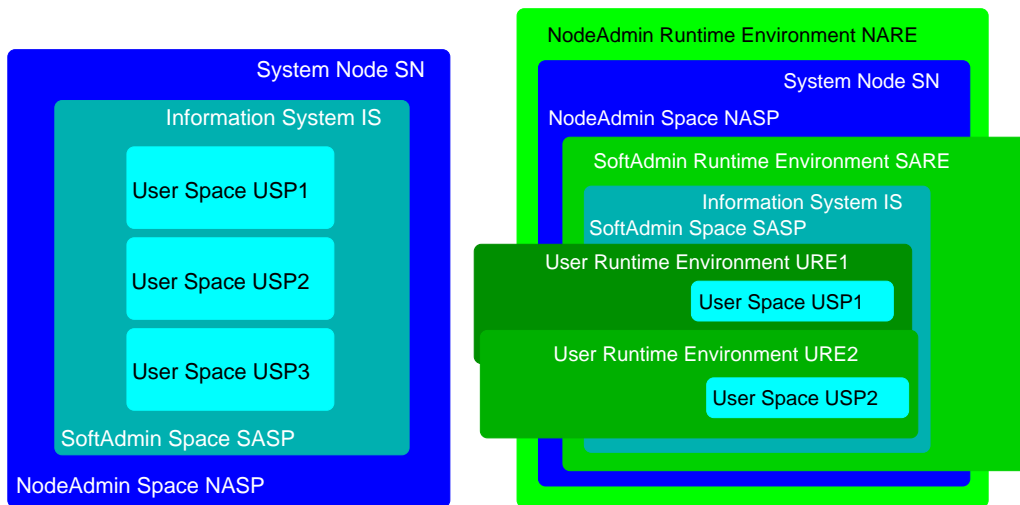 System Node SN
Information System IS
User Space USP1
User Space USP2
User Space USP3
SoftAdmin Space SASP
NodeAdmin Space NASP
NodeAdmin Runtime Environment NARE
System Node SN
NodeAdmin Space NASP
SoftAdmin Runtime Environment SARE
Information System IS
SoftAdmin Space SASP
User Runtime Environment URE1
User Space USP1
User Runtime Environment URE2
User Space USP2